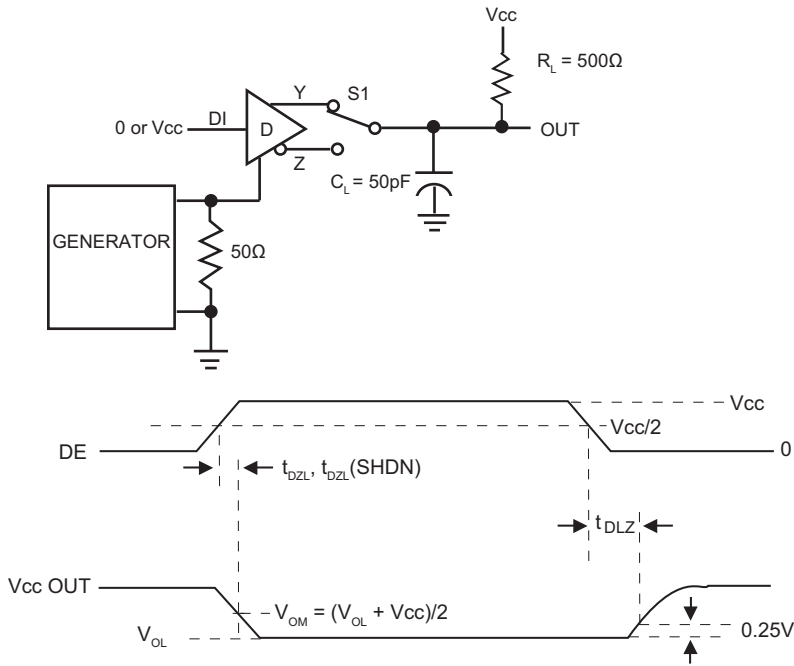 Vcc
R_L = 500Ω
Y
S1
0 or Vcc
DI
D
OUT
Z
C_L = 50pF
GENERATOR
50Ω
Vcc
Vcc/2
DE
0
t_DZL, t_DZL(SHDN)
t_DLZ
Vcc OUT
V_OM = (V_OL + Vcc)/2
0.25V
V_OL